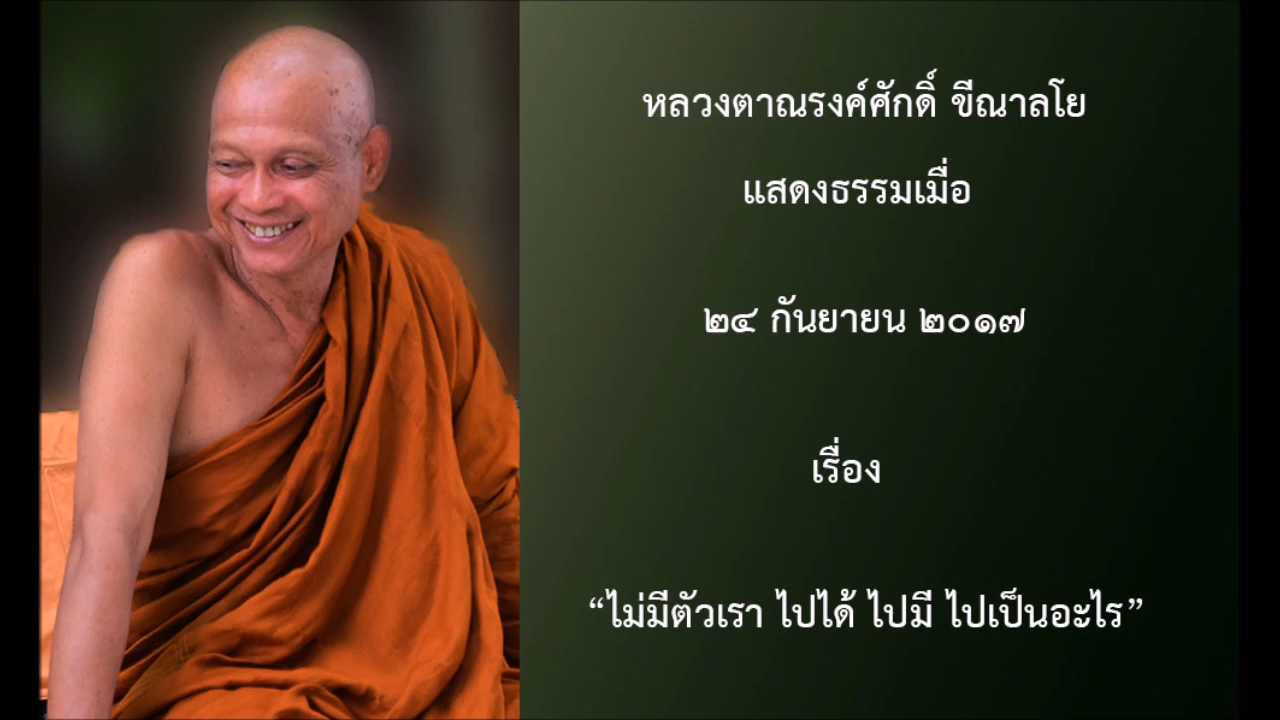 หลวงตาณรงค์ศักดิ์ ขีณาลโย
แสดงธรรมเมื่อ
๒๔ กันยายน ๒๐๑๗
เรื่อง
“ไม่มีตัวเรา ไปได้ ไปมี ไปเป็นอะไร”